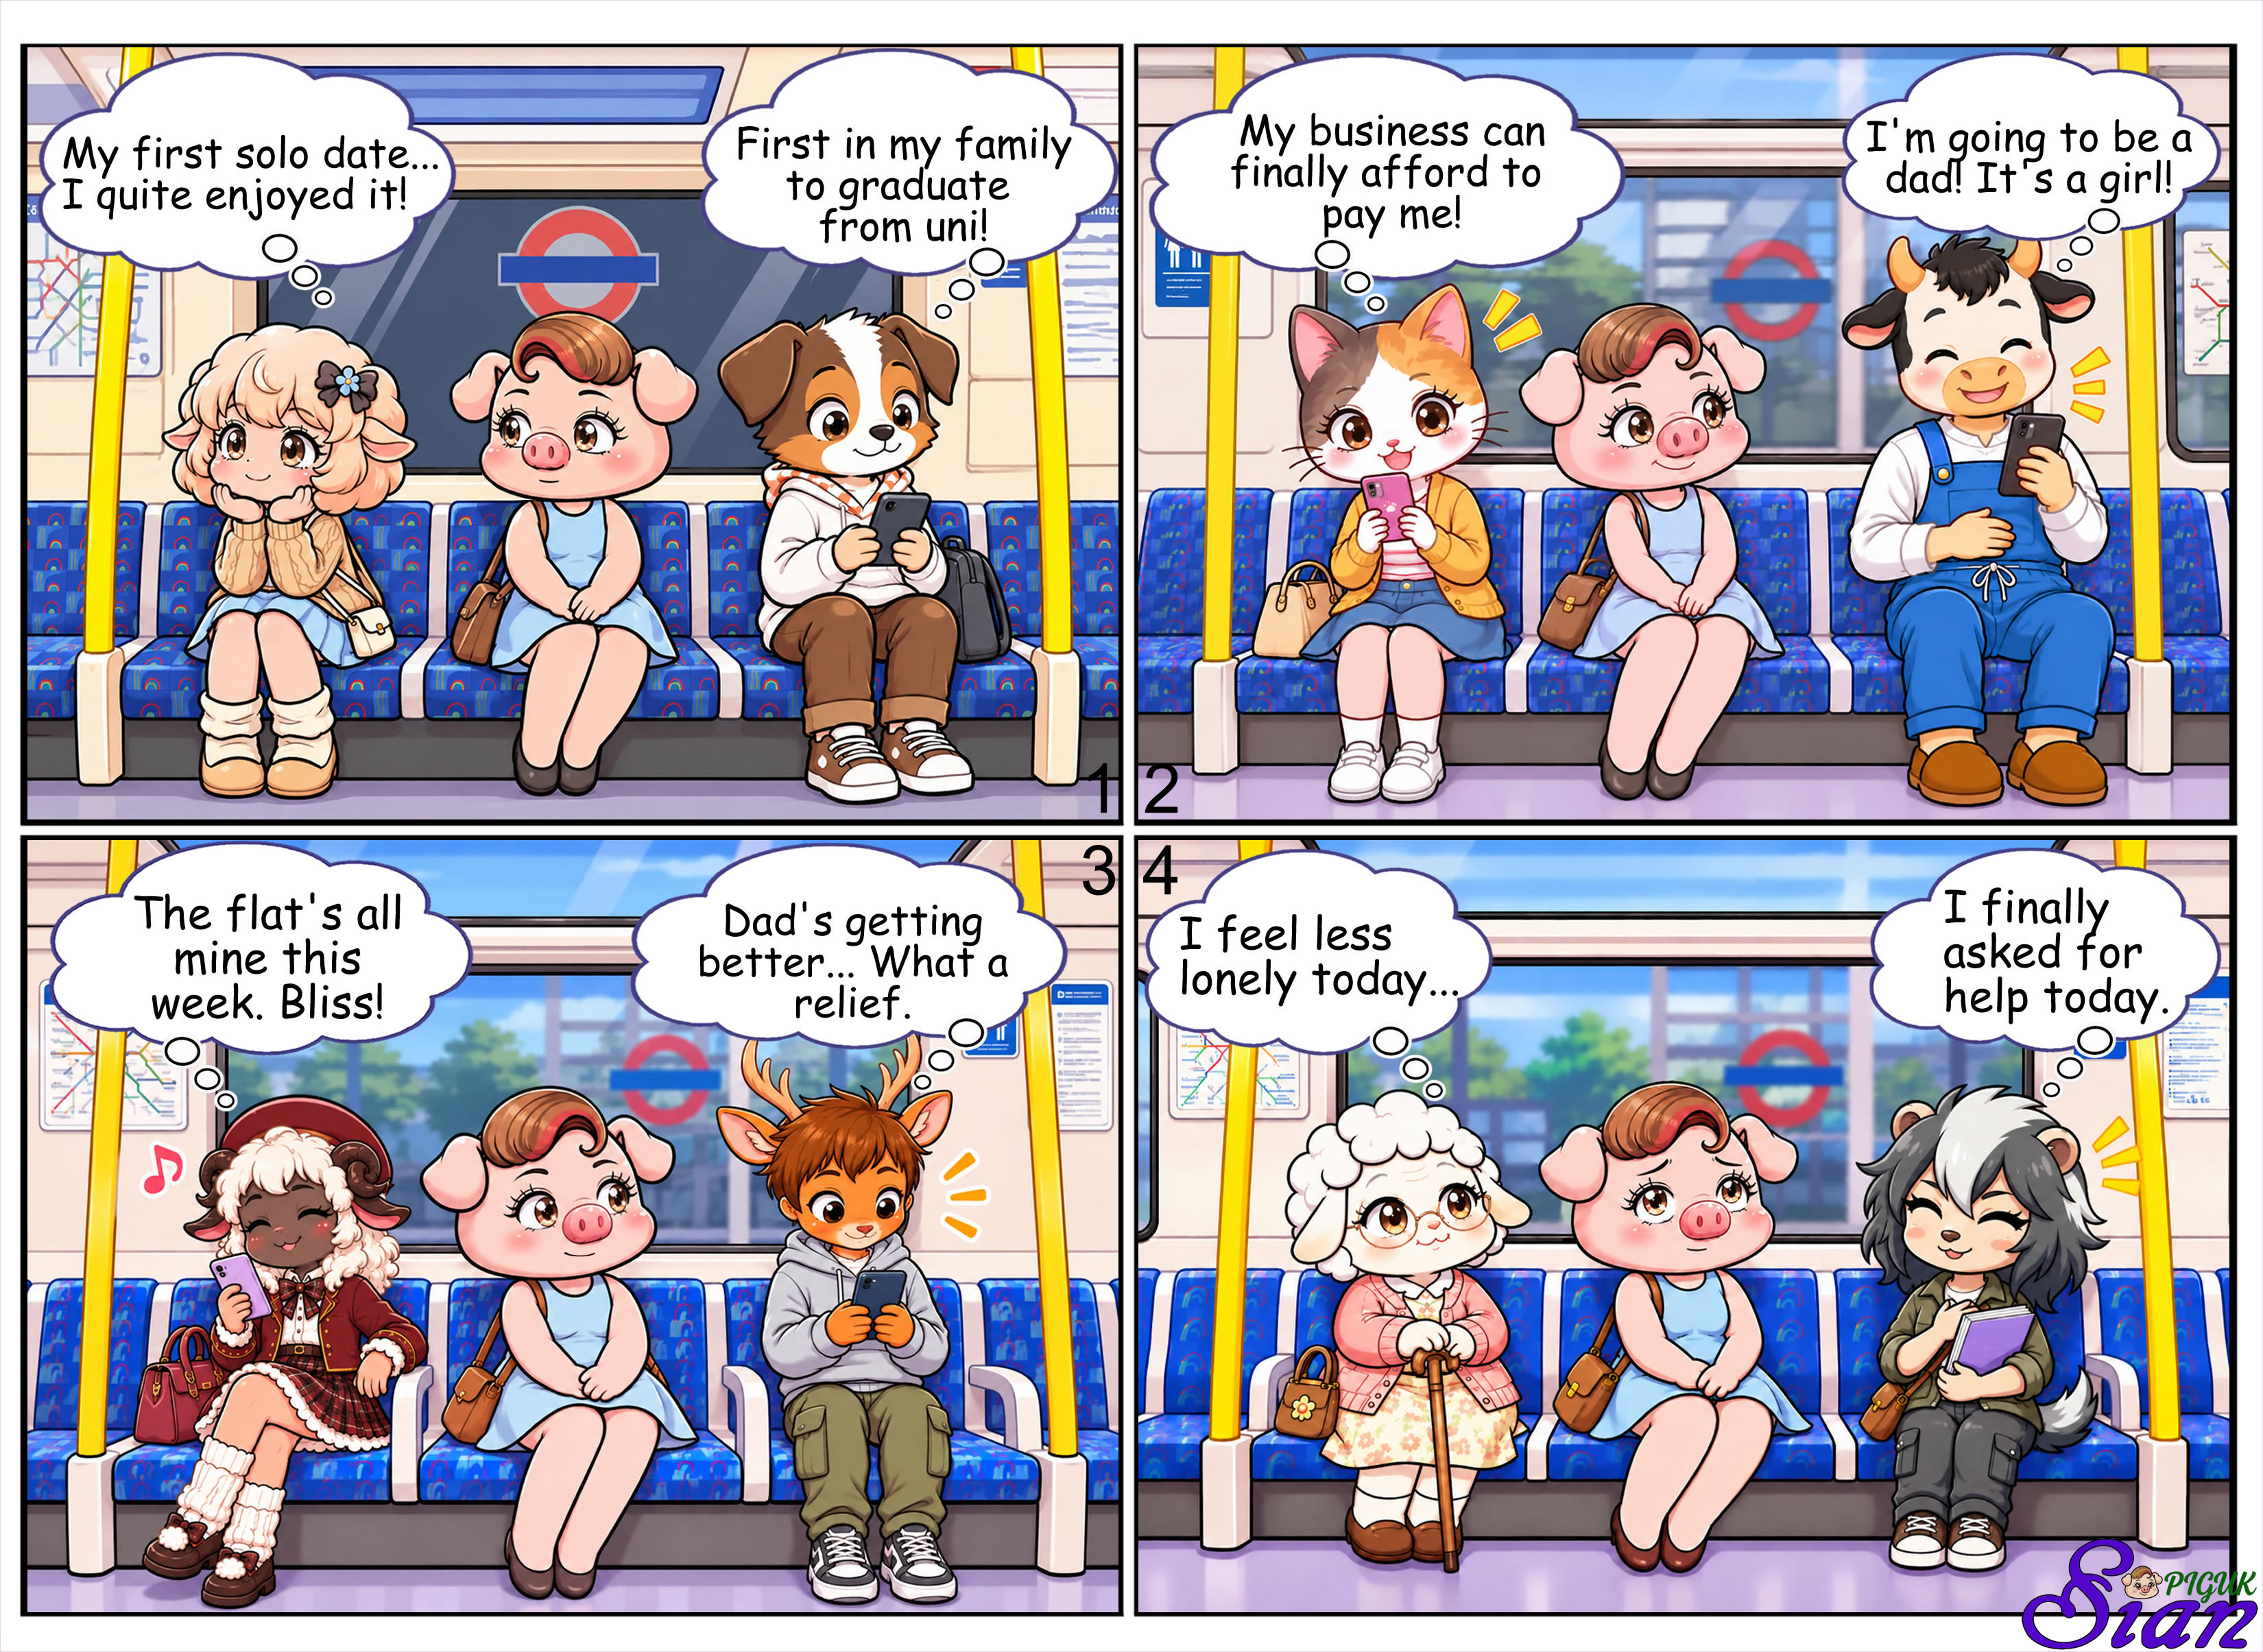 My first solo date...
I quite enjoyed it!
First in my family
to graduate
from uni!
1
My business can
finally afford to
pay me!
I'm going to be a
dad! It's a girl!
2
The flat's all
mine this
week. Bliss!
Dad's getting
better... What a
relief.
3
4
I feel less
lonely today...
I finally
asked for
help today.
PIGUK
Sian